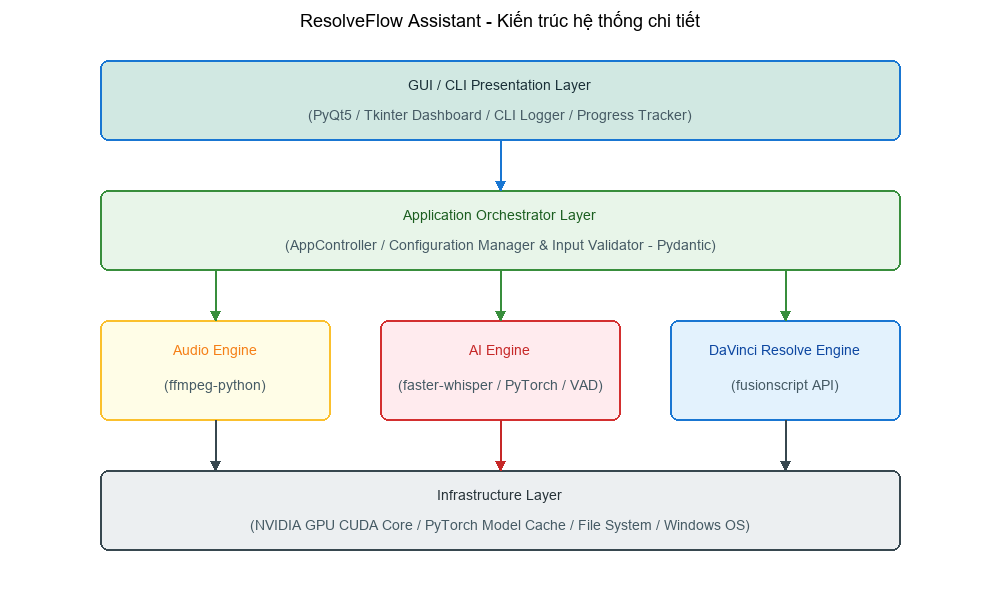 ResolveFlow Assistant - Kiến trúc hệ thống chi tiết
GUI / CLI Presentation Layer
(PyQt5 / Tkinter Dashboard / CLI Logger / Progress Tracker)
Application Orchestrator Layer
(AppController / Configuration Manager & Input Validator - Pydantic)
Audio Engine
(ffmpeg-python)
AI Engine
(faster-whisper / PyTorch / VAD)
DaVinci Resolve Engine
(fusionscript API)
Infrastructure Layer
(NVIDIA GPU CUDA Core / PyTorch Model Cache / File System / Windows OS)